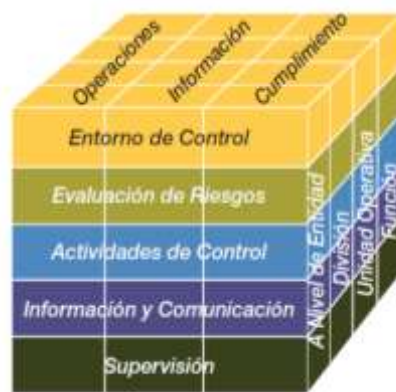 Operaciones
Información
Cumplimiento
Entorno de Control
Evaluación de Riesgos
Actividades de Control
Información y Comunicación
Supervisión
A Nivel de Entidad
División
Unidad Operativa
Función